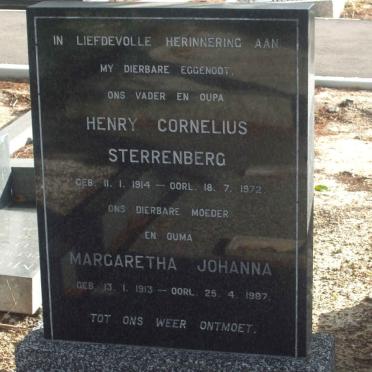 IN LIEFDEVOLLE HERINNERING AAN
MY DIERBARE EGGENOOT,
ONS VADER EN OUPA
HENRY CORNELIUS
STERRENBERG
GEB. 11. 1. 1914 — OORL. 18. 7. 1972.
ONS DIERBARE MOEDER
EN OUMA
MARGARETHA JOHANNA
GEB. 13. 1. 1913 — OORL. 25. 4. 1987.
TOT ONS WEER ONTMOET.